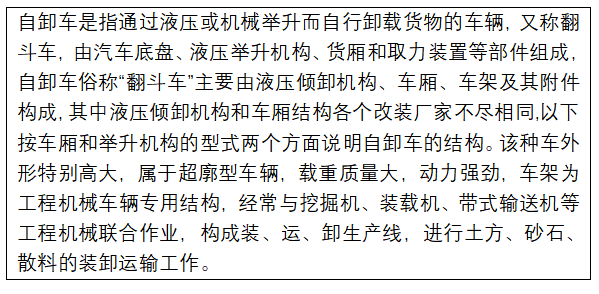 自卸车是指通过液压或机械举升而自行卸载货物的车辆，又称翻
斗车，由汽车底盘、液压举升机构、货厢和取力装置等部件组成，
自卸车俗称“翻斗车”主要由液压倾卸机构、车厢、车架及其附件
构成，其中液压倾卸机构和车厢结构各个改装厂家不尽相同,以下
按车厢和举升机构的型式两个方面说明自卸车的结构。该种车外
形特别高大，属于超廓型车辆，载重质量大，动力强劲，车架为
工程机械车辆专用结构，经常与挖掘机、装载机、带式输送机等
工程机械联合作业，构成装、运、卸生产线，进行土方、砂石、
散料的装卸运输工作。